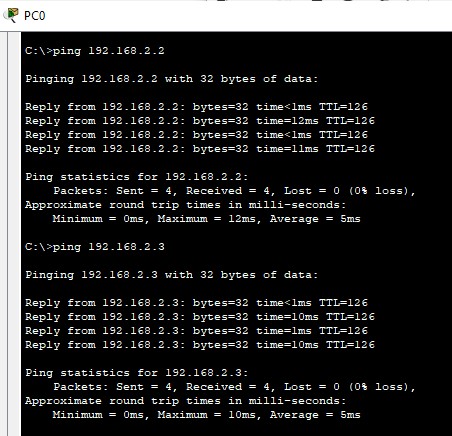 PC0
C:\>ping 192.168.2.2
Pinging 192.168.2.2 with 32 bytes of data:
Reply from 192.168.2.2: bytes=32 time<1ms TTL=126
Reply from 192.168.2.2: bytes=32 time=12ms TTL=126
Reply from 192.168.2.2: bytes=32 time<1ms TTL=126
Reply from 192.168.2.2: bytes=32 time=11ms TTL=126
Ping statistics for 192.168.2.2:
Packets: Sent = 4, Received = 4, Lost = 0 (0% loss),
Approximate round trip times in milli-seconds:
Minimum = 0ms, Maximum = 12ms, Average = 5ms
C:\>ping 192.168.2.3
Pinging 192.168.2.3 with 32 bytes of data:
Reply from 192.168.2.3: bytes=32 time<1ms TTL=126
Reply from 192.168.2.3: bytes=32 time=10ms TTL=126
Reply from 192.168.2.3: bytes=32 time=1ms TTL=126
Reply from 192.168.2.3: bytes=32 time=10ms TTL=126
Ping statistics for 192.168.2.3:
Packets: Sent = 4, Received = 4, Lost = 0 (0% loss),
Approximate round trip times in milli-seconds:
Minimum = 0ms, Maximum = 10ms, Average = 5ms